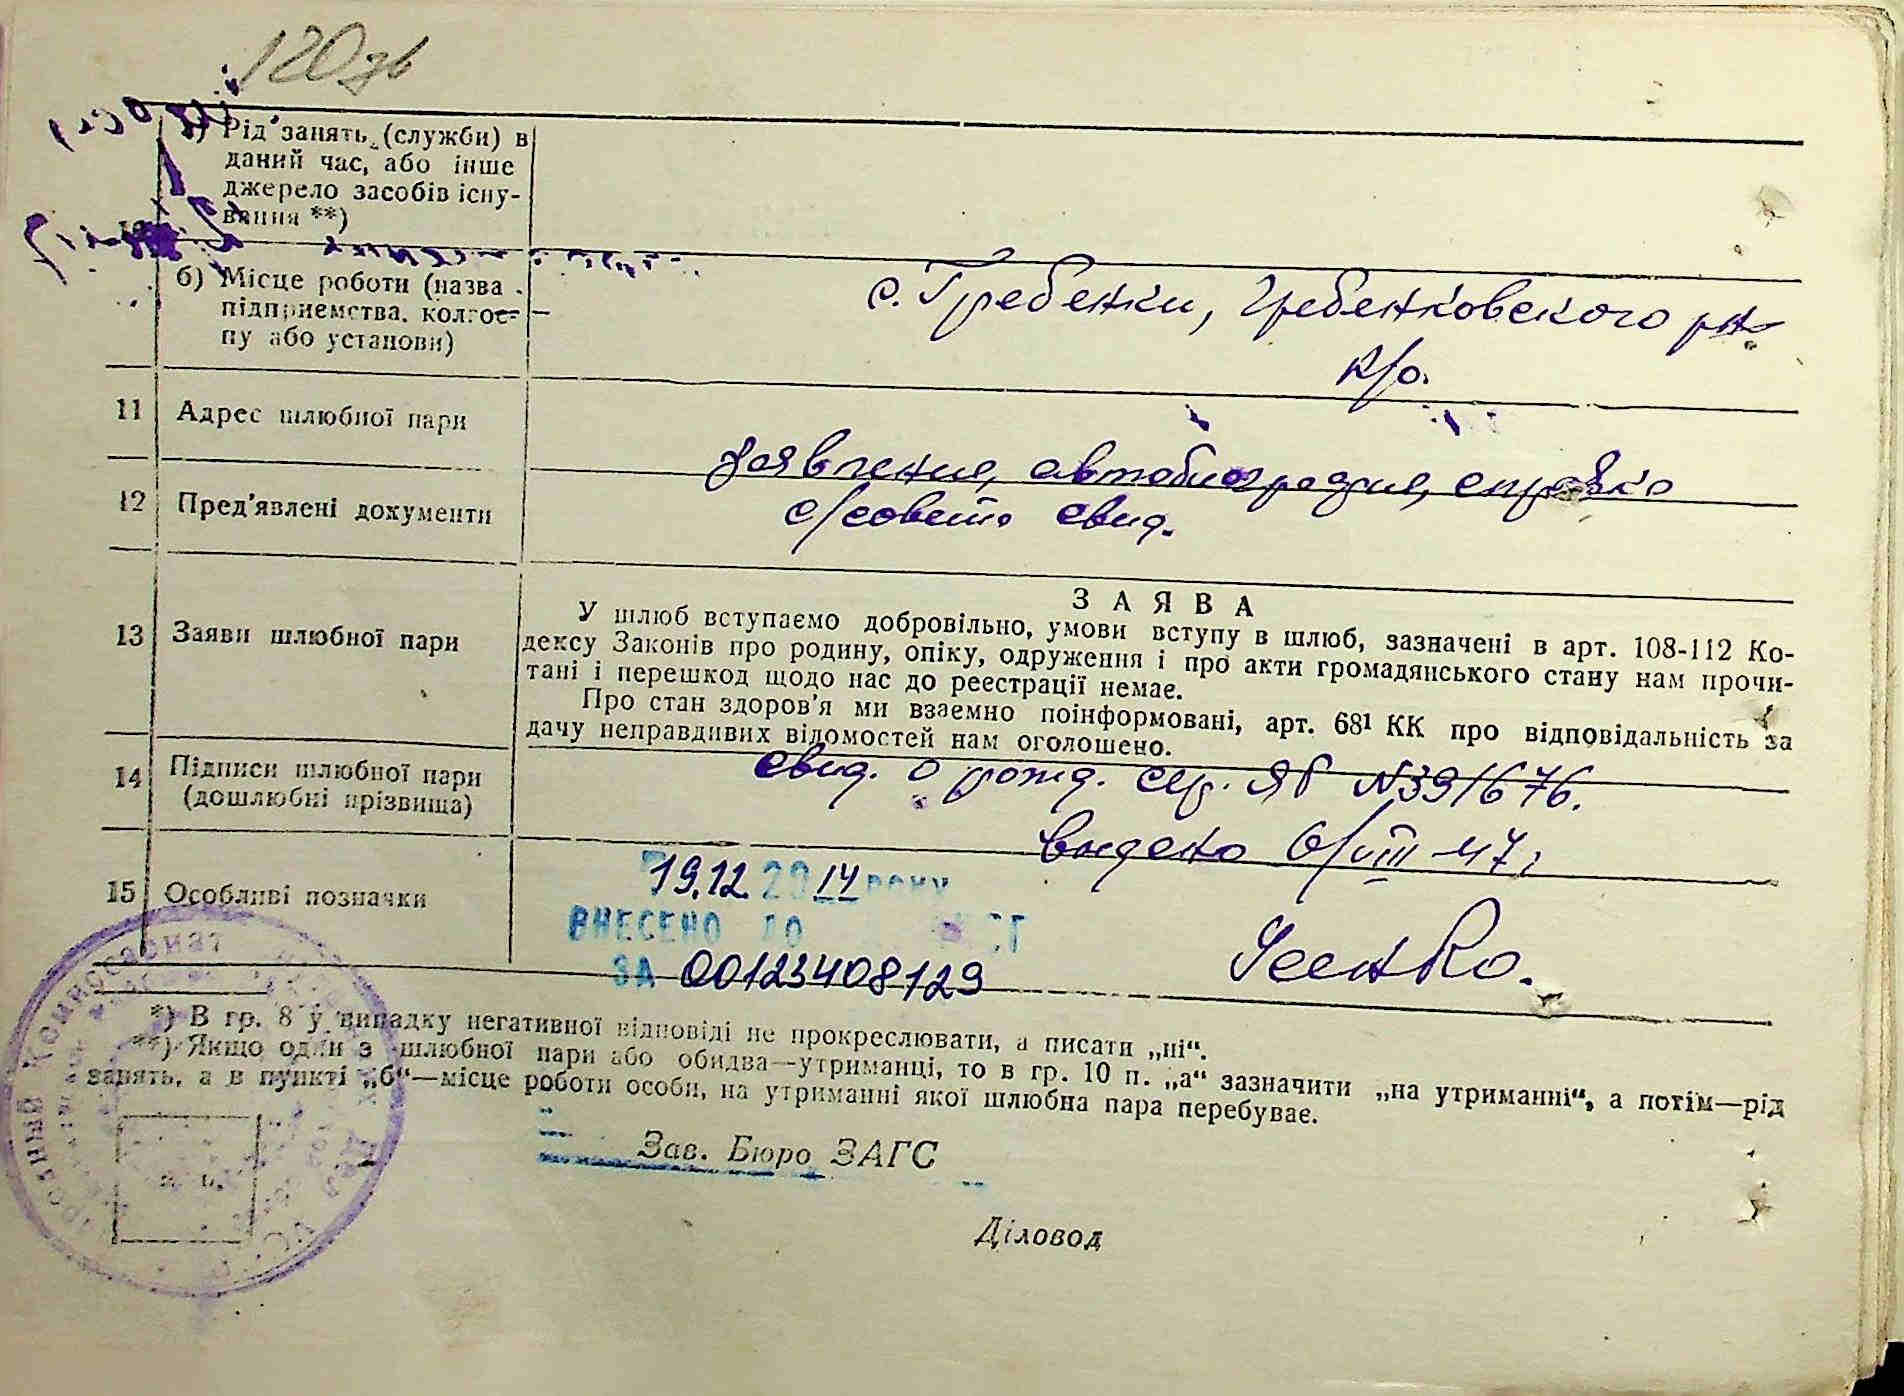 120 зв
Рід занять (служби) в
даний час, або інше
джерело засобів існу-
вання **)
б) Місце роботи (назва
підприємства, колгос-
пу або установи)
с. Гребенки, Гребенковского р-на
к/о.
11 Адрес шлюбної пари
12 Пред'явлені документи
заявления, автобиография, справка
с/совета свид.
13 Заяви шлюбної пари
ЗАЯВА
У шлюб вступаємо добровільно, умови вступу в шлюб, зазначені в арт. 108-112 Ко-
дексу Законів про родину, опіку, одруження і про акти громадянського стану нам прочи-
тані і перешкод щодо нас до реєстрації немає.
Про стан здоров'я ми взаємно поінформовані, арт. 68¹ КК про відповідальність за
дачу неправдивих відомостей нам оголошено.
14 Підписи шлюбної пари
(дошлюбні прізвища)
свид. о рожд. сер. ЯБ N391676.
видено 6/VIII 47г
15 Особливі позначки
19.12 2014 року
ВНЕСЕНО ДО
ЗА 00123408129
*) В гр. 8 у випадку негативної відповіді не прокреслювати, а писати „ні“.
**) Якщо один з шлюбної пари або обидва—утриманці, то в гр. 10 п. „а“ зазначити „на утриманні“, а потім—рід
занять, а в пункті „б“—місце роботи особи, на утриманні якої шлюбна пара перебуває.
Зав. Бюро ЗАГС
Діловод